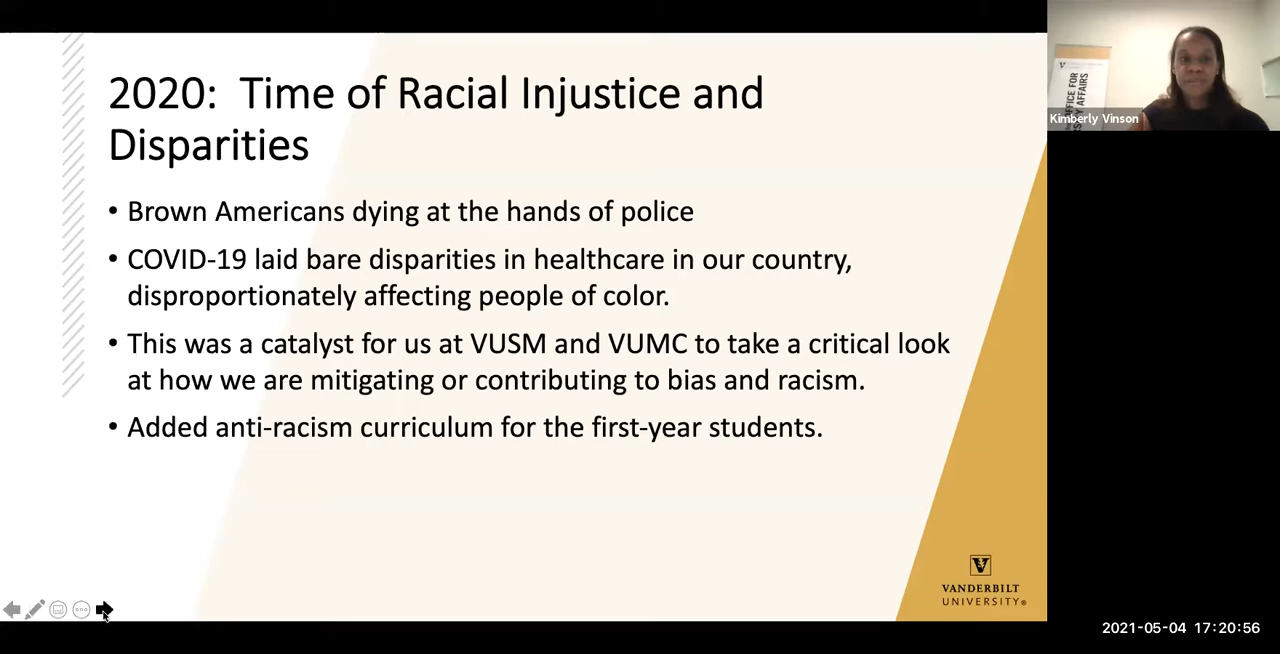 2020:  Time of Racial Injustice and
Disparities
• Brown Americans dying at the hands of police
• COVID-19 laid bare disparities in healthcare in our country,
disproportionately affecting people of color.
• This was a catalyst for us at VUSM and VUMC to take a critical look
at how we are mitigating or contributing to bias and racism.
• Added anti-racism curriculum for the first-year students.
V
VANDERBILT
UNIVERSITY®
OFFICE FOR
AFFAIRS
Kimberly Vinson
2021-05-04 17:20:56